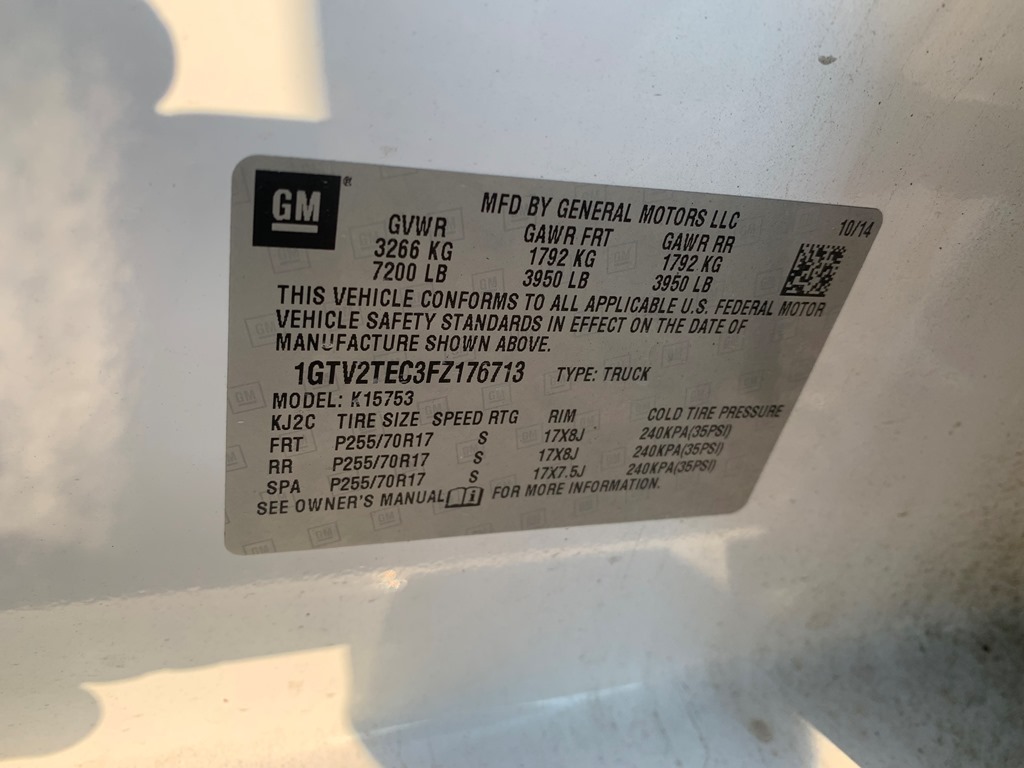 GM®
MFD BY GENERAL MOTORS LLC
10/14
GVWR GAWR FRT GAWR RR
3266 KG 1792 KG 1792 KG
7200 LB 3950 LB 3950 LB
THIS VEHICLE CONFORMS TO ALL APPLICABLE U.S. FEDERAL MOTOR
VEHICLE SAFETY STANDARDS IN EFFECT ON THE DATE OF
MANUFACTURE SHOWN ABOVE.
1GTV2TEC3FZ176713 TYPE: TRUCK
MODEL: K15753
KJ2C TIRE SIZE SPEED RTG RIM COLD TIRE PRESSURE
FRT P255/70R17 S 17X8J 240KPA(35PSI)
RR P255/70R17 S 17X8J 240KPA(35PSI)
SPA P255/70R17 S 17X7.5J 240KPA(35PSI)
SEE OWNER'S MANUAL FOR MORE INFORMATION.